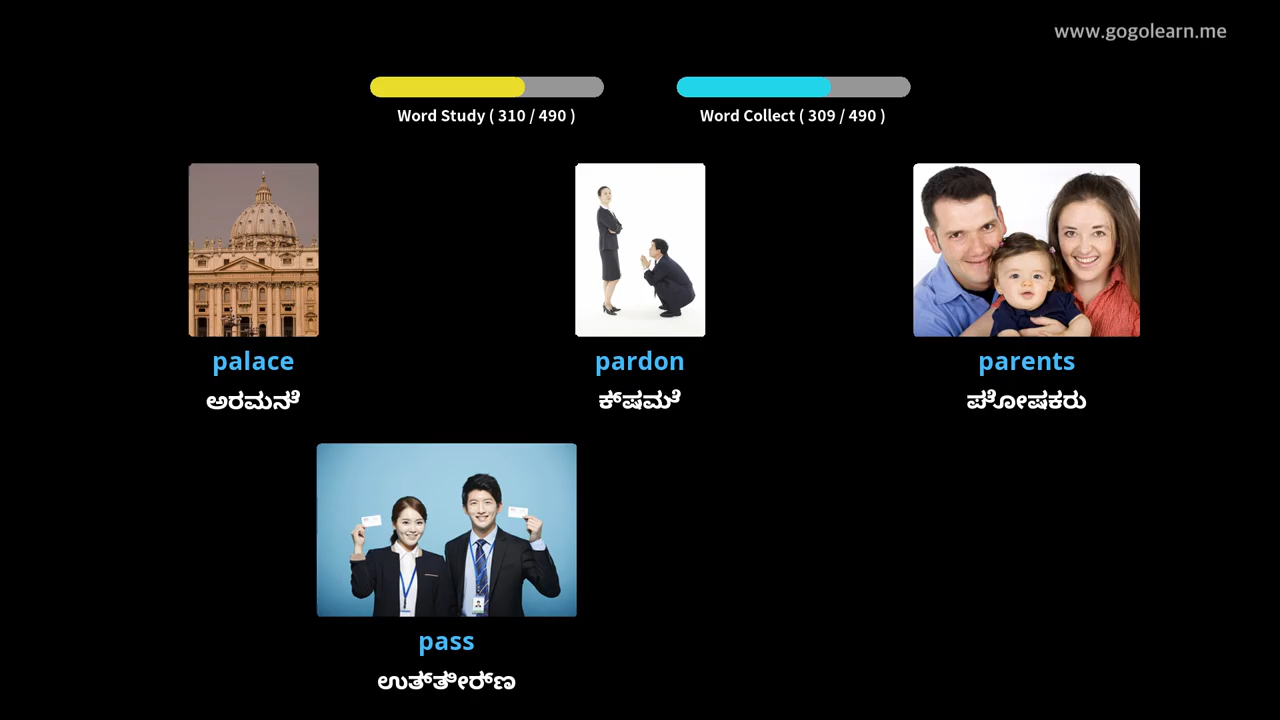 www.gogolearn.me
Word Study ( 310 / 490 )
Word Collect ( 309 / 490 )
palace
ಅರಮನೆ
pardon
ಕ್ಷಮೆ
parents
ಪೋಷಕರು
pass
ಉತ್ತೀರ್ಣ